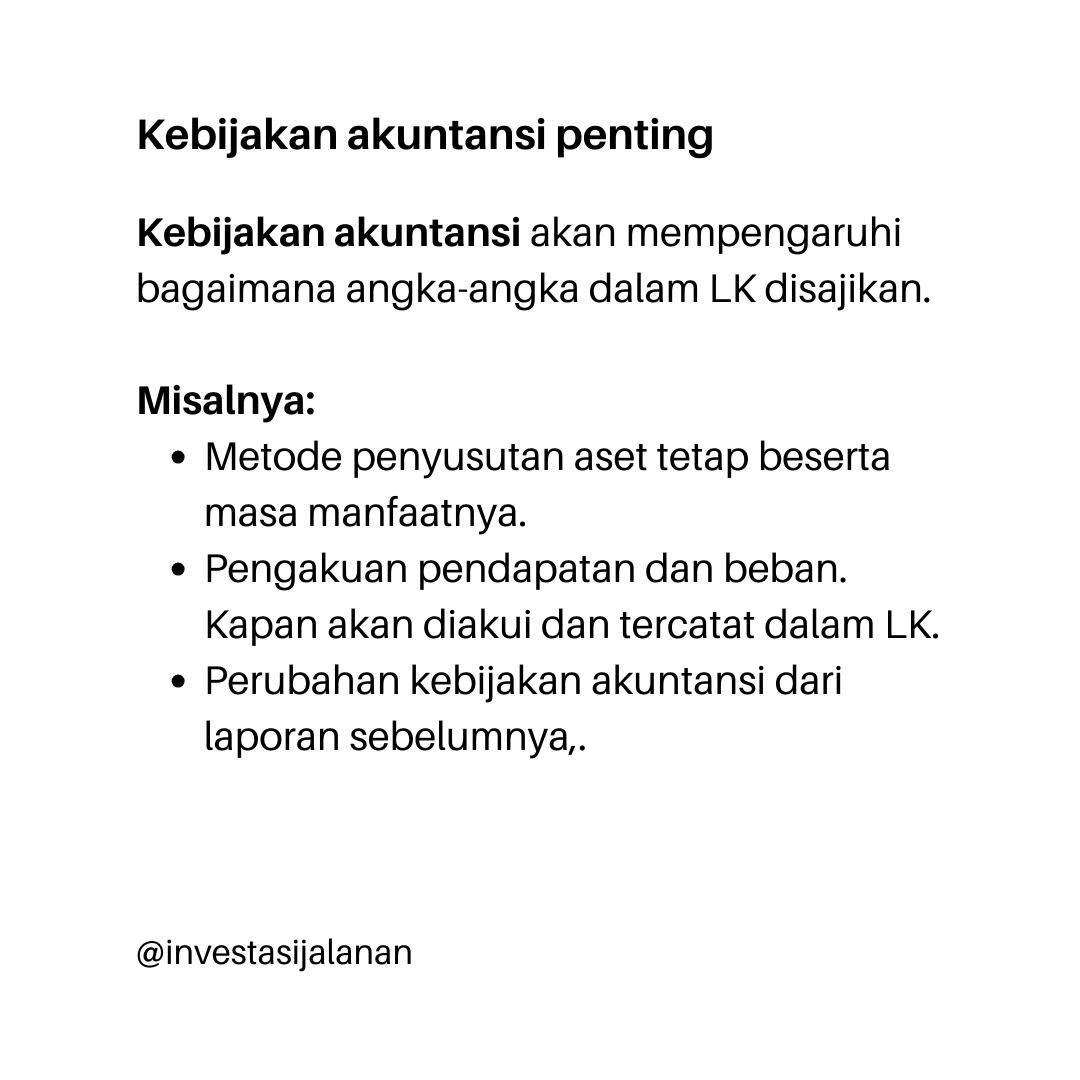 Kebijakan akuntansi penting
Kebijakan akuntansi akan mempengaruhi
bagaimana angka-angka dalam LK disajikan.
Misalnya:
• Metode penyusutan aset tetap beserta
masa manfaatnya.
• Pengakuan pendapatan dan beban.
Kapan akan diakui dan tercatat dalam LK.
• Perubahan kebijakan akuntansi dari
laporan sebelumnya,.
@investasijalanan